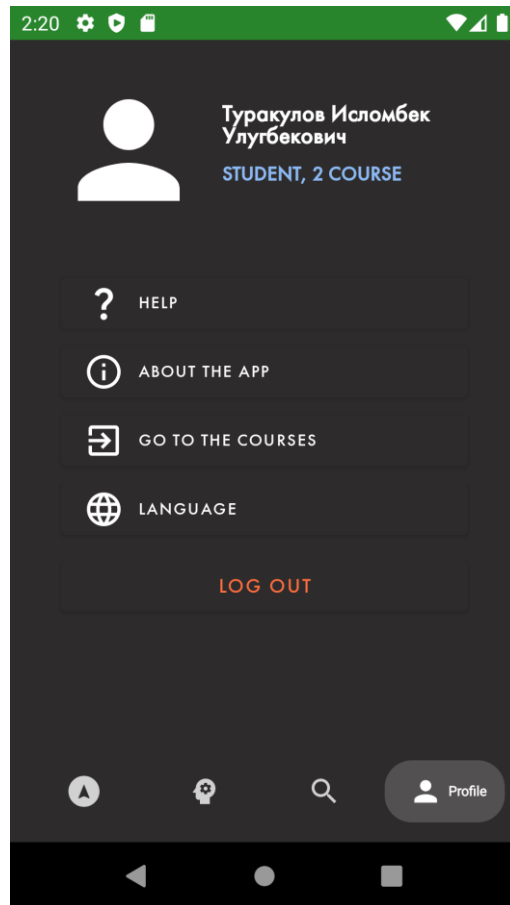 2:20
Туракулов Исломбек
Улугбекович
STUDENT, 2 COURSE
HELP
ABOUT THE APP
GO TO THE COURSES
LANGUAGE
LOG OUT
Profile